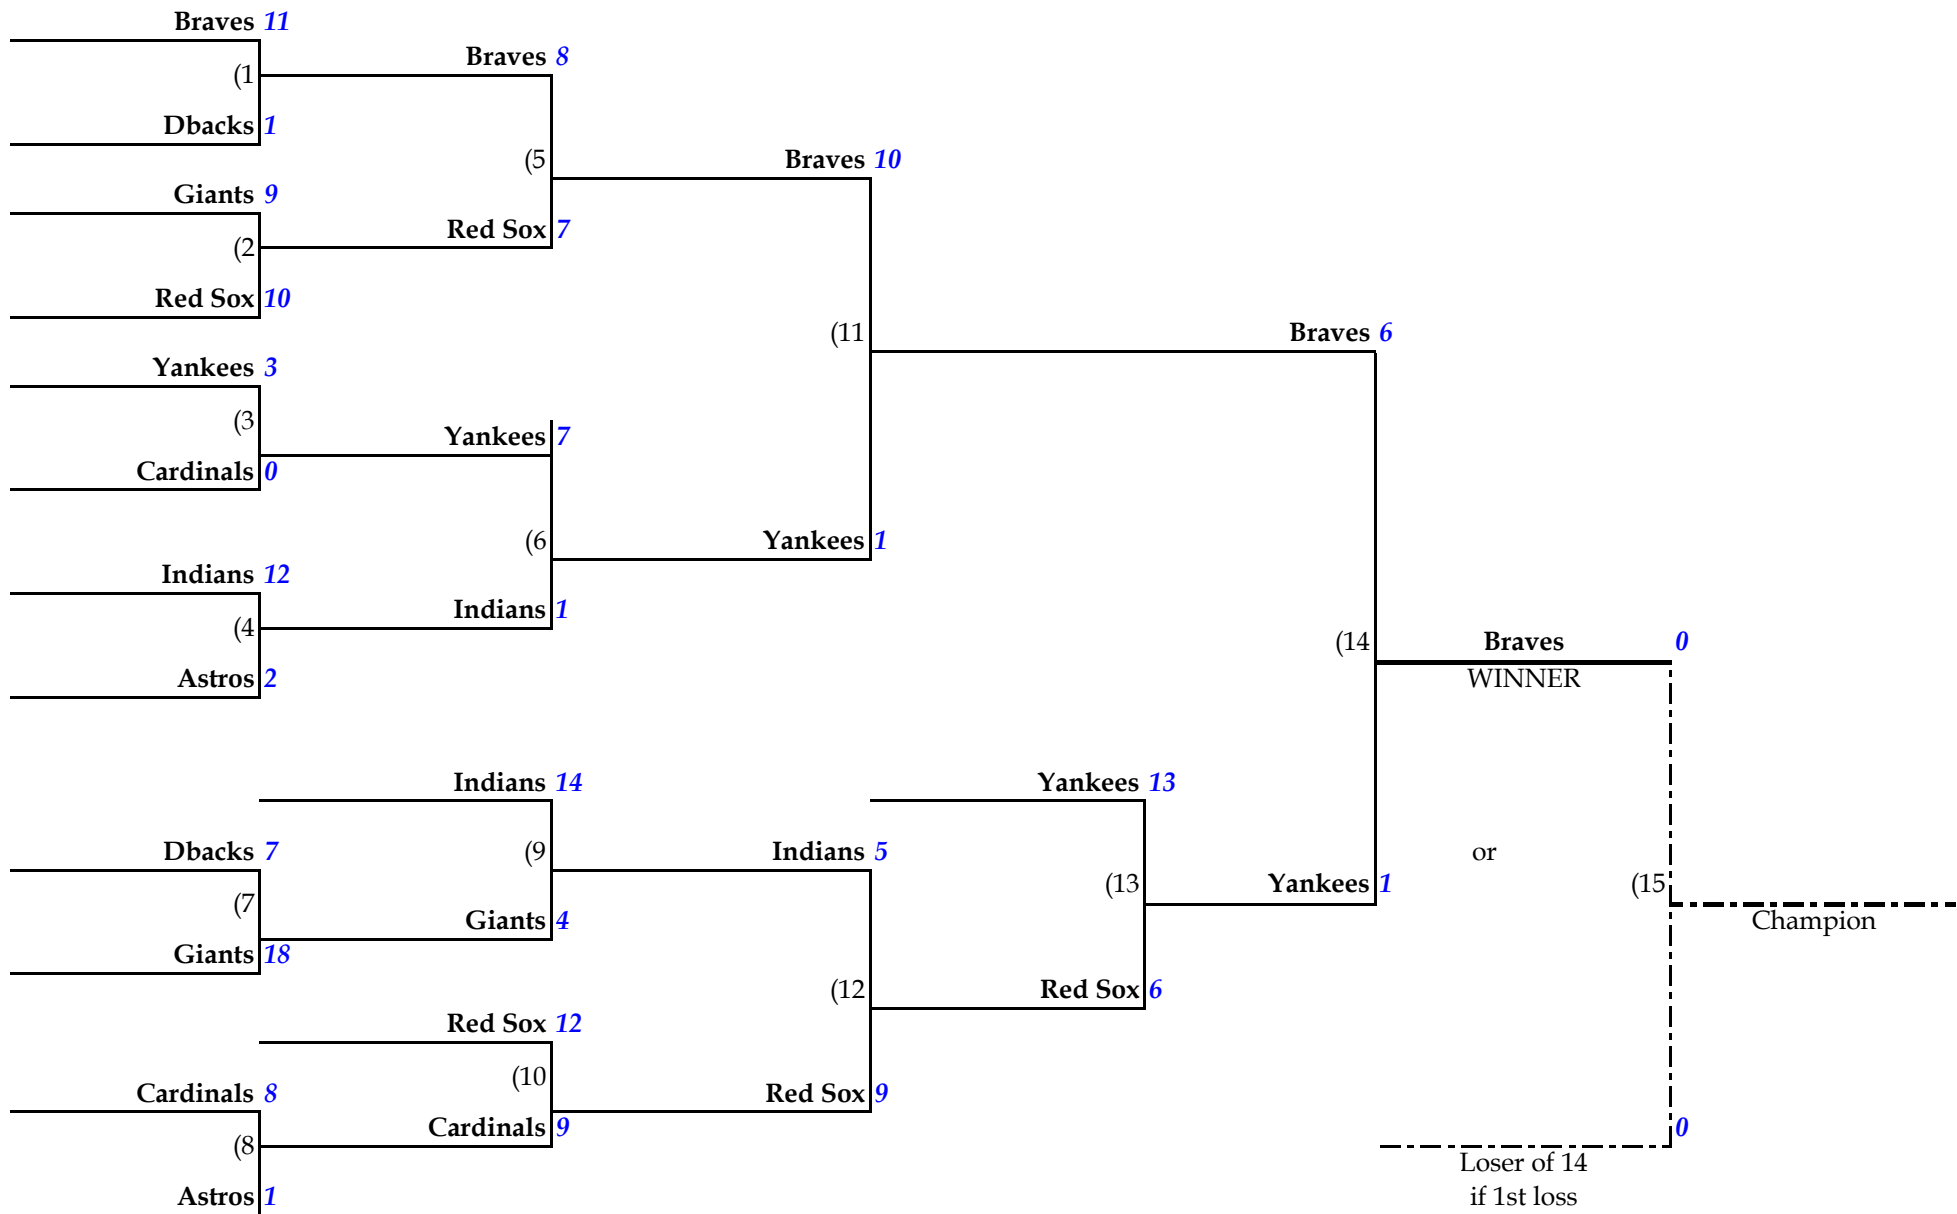 Braves 11
Braves 8
(1
Dbacks 1
(5
Braves 10
Giants 9
Red Sox 7
(2
Red Sox 10
(11
Braves 6
Yankees 3
(3
Yankees 7
Cardinals 0
(6
Yankees 1
Indians 12
Indians 1
(4
(14
Braves 0
Astros 2
WINNER
Indians 14
Yankees 13
Dbacks 7
(9
Indians 5
or
(13
Yankees 1
(15
(7
Giants 4
Champion
Giants 18
(12
Red Sox 6
Red Sox 12
(10
Cardinals 8
Red Sox 9
Cardinals 9
0
(8
Loser of 14
Astros 1
if 1st loss